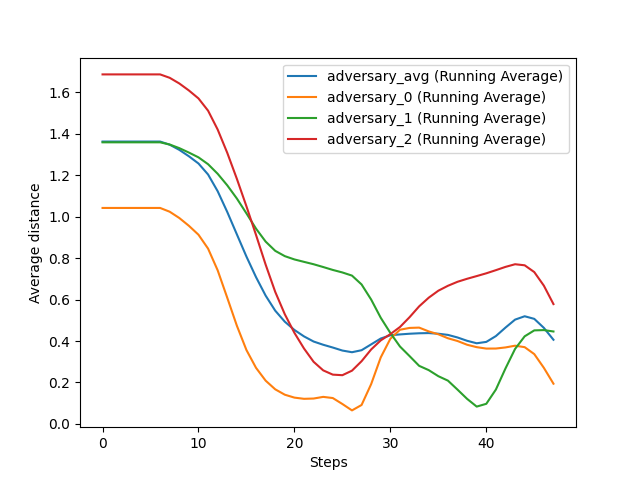 adversary_avg (Running Average)
adversary_0 (Running Average)
adversary_1 (Running Average)
adversary_2 (Running Average)
1.6
1.4
1.2
1.0
0.8
0.6
0.4
0.2
0.0
Average distance
0 10 20 30 40
Steps